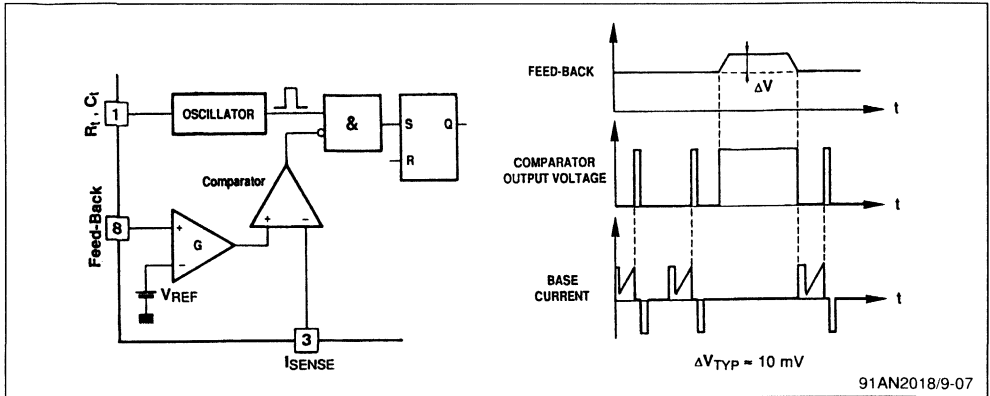 Rt , Ct
1
OSCILLATOR
&
S
Q
R
Comparator
Feed-Back
8
+
−
G
+
−
VREF
3
ISENSE
FEED-BACK
ΔV
t
COMPARATOR
OUTPUT VOLTAGE
t
BASE
CURRENT
t
ΔVTYP ≈ 10 mV
91AN2018/9-07